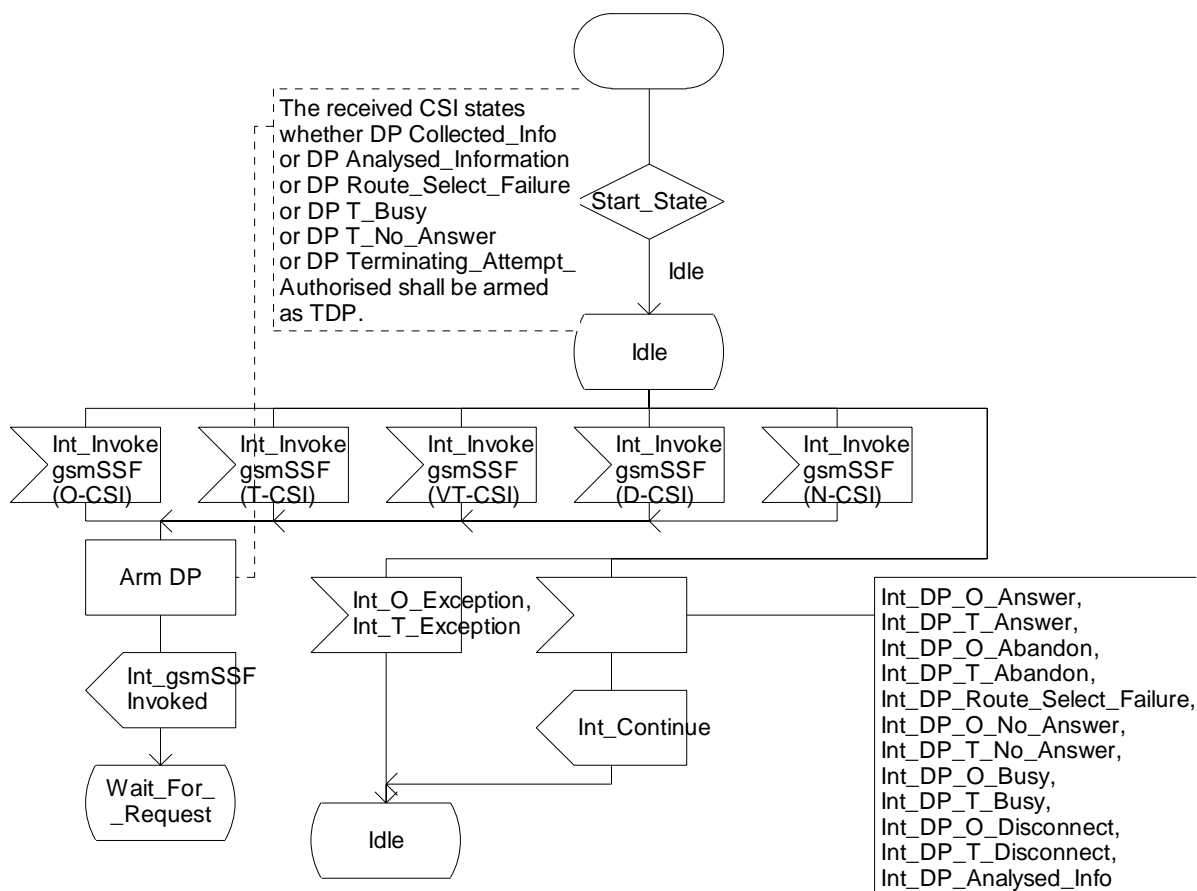 The received CSI states
whether DP Collected_Info
or DP Analysed_Information
or DP Route_Select_Failure
or DP T_Busy
or DP T_No_Answer
or DP Terminating_Attempt_
Authorised shall be armed
as TDP.
Start_State
Idle
Idle
Int_Invoke
gsmSSF
(O-CSI)
Int_Invoke
gsmSSF
(T-CSI)
Int_Invoke
gsmSSF
(VT-CSI)
Int_Invoke
gsmSSF
(D-CSI)
Int_Invoke
gsmSSF
(N-CSI)
Arm DP
Int_O_Exception,
Int_T_Exception
Int_DP_O_Answer,
Int_DP_T_Answer,
Int_DP_O_Abandon,
Int_DP_T_Abandon,
Int_DP_Route_Select_Failure,
Int_DP_O_No_Answer,
Int_DP_T_No_Answer,
Int_DP_O_Busy,
Int_DP_T_Busy,
Int_DP_O_Disconnect,
Int_DP_T_Disconnect,
Int_DP_Analysed_Info
Int_gsmSSF
Invoked
Int_Continue
Wait_For_
_Request
Idle